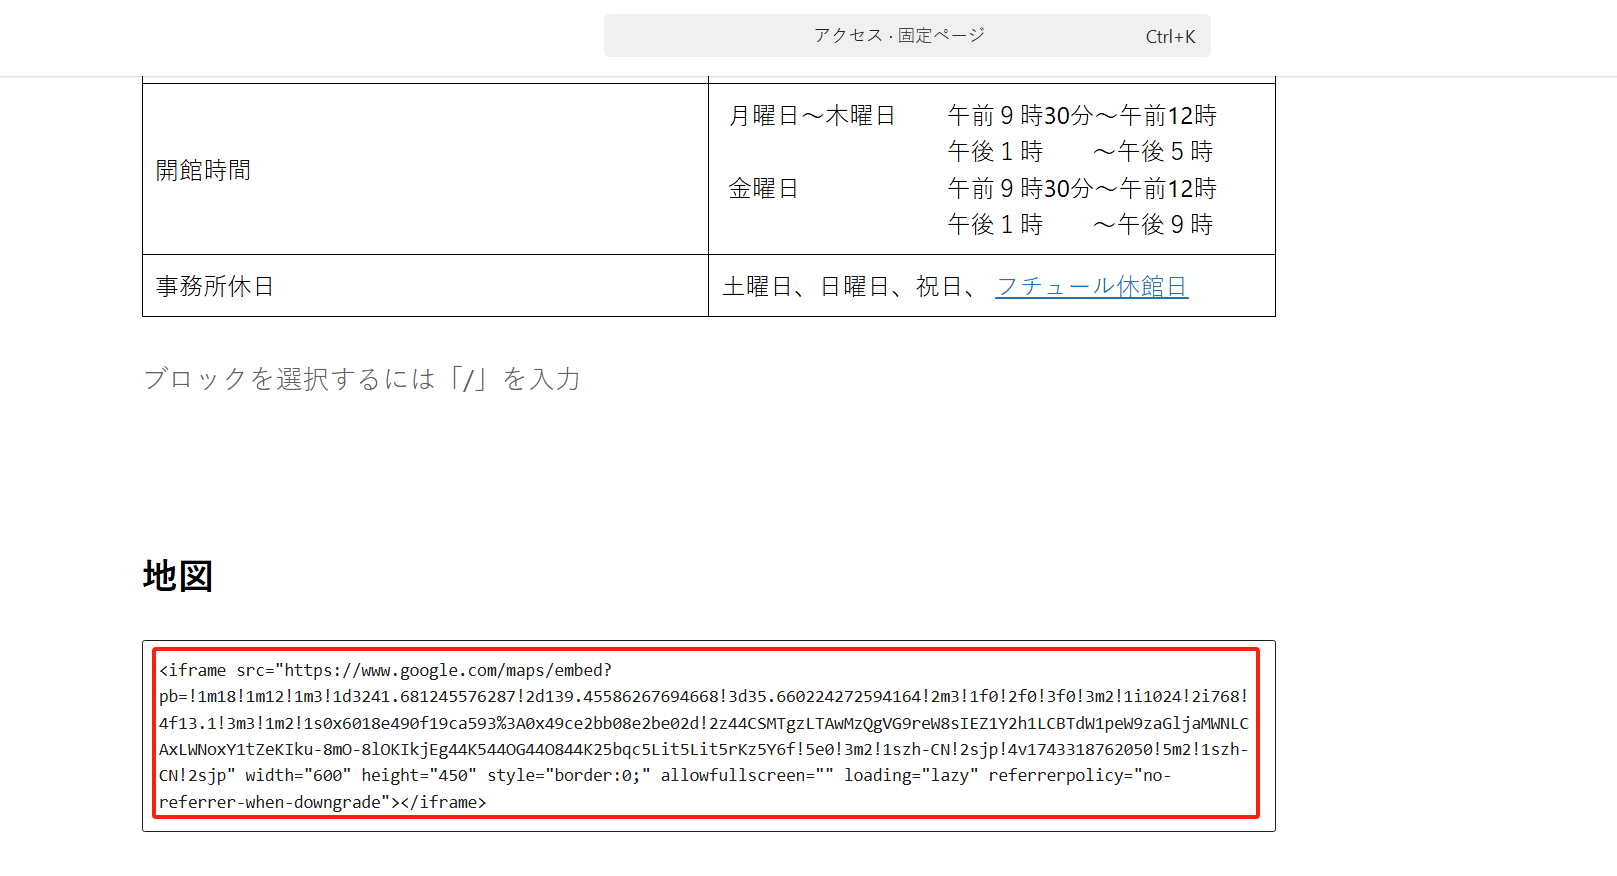 アクセス · 固定ページ Ctrl+K
開館時間
月曜日～木曜日 午前９時30分～午前12時
午後１時 ～午後５時
金曜日 午前９時30分～午前12時
午後１時 ～午後９時
事務所休日 土曜日、日曜日、祝日、 フチュール休館日
ブロックを選択するには「/」を入力
地図
<iframe src="https://www.google.com/maps/embed?
pb=!1m18!1m12!1m3!1d3241.681245576287!2d139.45586267694668!3d35.660224272594164!2m3!1f0!2f0!3f0!3m2!1i1024!2i768!
4f13.1!3m3!1m2!1s0x6018e490f19ca593%3A0x49ce2bb08e2be02d!2z44CSMTgzLTAwMzQgVG9reW8sIEZ1Y2h1LCBTdW1peW9zaGljaMWNLC
AxLWNoxY1tZeKIku-8mO-8lOKIkjEg44K544OG44O844K25bqc5Lit5Lit5rKz5Y6f!5e0!3m2!1szh-CN!2sjp!4v1743318762050!5m2!1szh-
CN!2sjp" width="600" height="450" style="border:0;" allowfullscreen="" loading="lazy" referrerpolicy="no-
referrer-when-downgrade"></iframe>